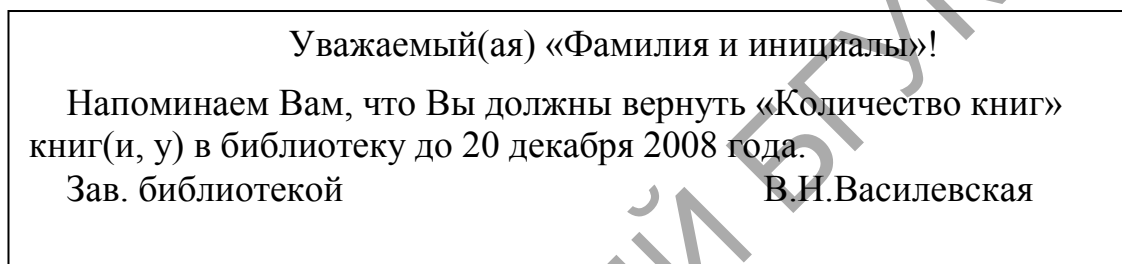 Уважаемый(ая) «Фамилия и инициалы»!
Напоминаем Вам, что Вы должны вернуть «Количество книг»
книг(и, у) в библиотеку до 20 декабря 2008 года.
Зав. библиотекой В.Н.Василевская